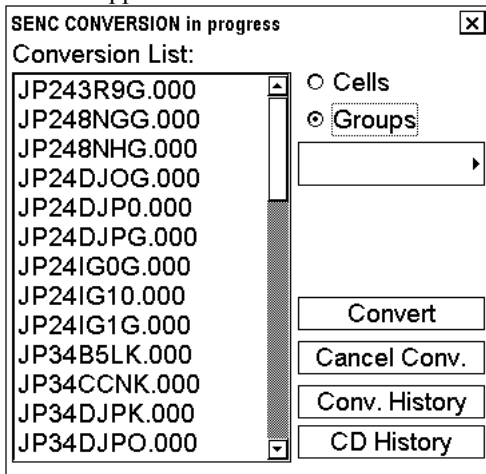 SENC CONVERSION in progress
Conversion List:
JP243R9G.000
JP248NGG.000
JP248NHG.000
JP24DJOG.000
JP24DJP0.000
JP24DJPG.000
JP24IG0G.000
JP24IG10.000
JP24IG1G.000
JP34B5LK.000
JP34CCNK.000
JP34DJPK.000
JP34DJPO.000
Cells
Groups
Convert
Cancel Conv.
Conv. History
CD History